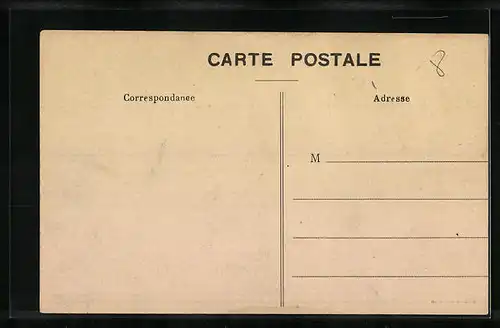 CARTE POSTALE
8
Correspondance
Adresse
M